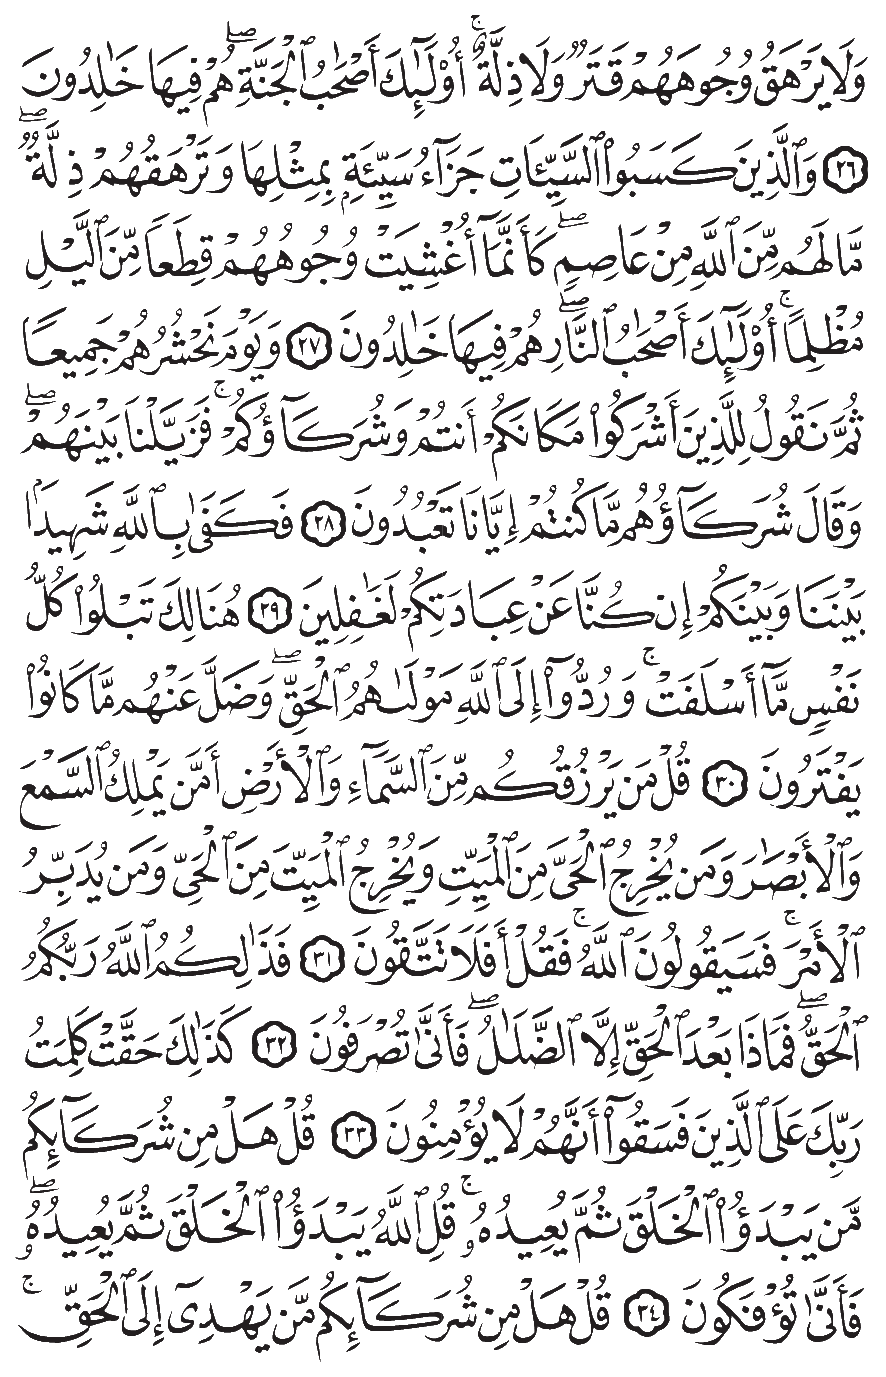 وَلَا يَرْهَقُ وُجُوهَهُمْ قَتَرٌ وَلَا ذِلَّةٌ ۚ أُو۟لَٰٓئِكَ أَصْحَٰبُ ٱلْجَنَّةِ ۖ هُمْ فِيهَا خَٰلِدُونَ
٢٦ وَٱلَّذِينَ كَسَبُوا۟ ٱلسَّيِّـَٔاتِ جَزَآءُ سَيِّئَةٍۭ بِمِثْلِهَا وَتَرْهَقُهُمْ ذِلَّةٌ ۖ
مَّا لَهُم مِّنَ ٱللَّهِ مِنْ عَاصِمٍ ۖ كَأَنَّمَآ أُغْشِيَتْ وُجُوهُهُمْ قِطَعًا مِّنَ ٱلَّيْلِ
مُظْلِمًا ۚ أُو۟لَٰٓئِكَ أَصْحَٰبُ ٱلنَّارِ ۖ هُمْ فِيهَا خَٰلِدُونَ ٢٧ وَيَوْمَ نَحْشُرُهُمْ جَمِيعًا
ثُمَّ نَقُولُ لِلَّذِينَ أَشْرَكُوا۟ مَكَانَكُمْ أَنتُمْ وَشُرَكَآؤُكُمْ ۚ فَزَيَّلْنَا بَيْنَهُمْ ۖ
وَقَالَ شُرَكَآؤُهُم مَّا كُنتُمْ إِيَّانَا تَعْبُدُونَ ٢٨ فَكَفَىٰ بِٱللَّهِ شَهِيدًۢا
بَيْنَنَا وَبَيْنَكُمْ إِن كُنَّا عَنْ عِبَادَتِكُمْ لَغَٰفِلِينَ ٢٩ هُنَالِكَ تَبْلُوا۟ كُلُّ
نَفْسٍ مَّآ أَسْلَفَتْ ۚ وَرُدُّوٓا۟ إِلَى ٱللَّهِ مَوْلَىٰهُمُ ٱلْحَقِّ ۖ وَضَلَّ عَنْهُم مَّا كَانُوا۟
يَفْتَرُونَ ٣٠ قُلْ مَن يَرْزُقُكُم مِّنَ ٱلسَّمَآءِ وَٱلْأَرْضِ أَمَّن يَمْلِكُ ٱلسَّمْعَ
وَٱلْأَبْصَٰرَ وَمَن يُخْرِجُ ٱلْحَىَّ مِنَ ٱلْمَيِّتِ وَيُخْرِجُ ٱلْمَيِّتَ مِنَ ٱلْحَىِّ وَمَن يُدَبِّرُ
ٱلْأَمْرَ ۚ فَسَيَقُولُونَ ٱللَّهُ ۚ فَقُلْ أَفَلَا تَتَّقُونَ ٣١ فَذَٰلِكُمُ ٱللَّهُ رَبُّكُمُ
ٱلْحَقُّ ۖ فَمَاذَا بَعْدَ ٱلْحَقِّ إِلَّا ٱلضَّلَٰلُ ۖ فَأَنَّىٰ تُصْرَفُونَ ٣٢ كَذَٰلِكَ حَقَّتْ كَلِمَتُ
رَبِّكَ عَلَى ٱلَّذِينَ فَسَقُوٓا۟ أَنَّهُمْ لَا يُؤْمِنُونَ ٣٣ قُلْ هَلْ مِن شُرَكَآئِكُم
مَّن يَبْدَؤُا۟ ٱلْخَلْقَ ثُمَّ يُعِيدُهُۥ ۚ قُلِ ٱللَّهُ يَبْدَؤُا۟ ٱلْخَلْقَ ثُمَّ يُعِيدُهُۥ ۖ
فَأَنَّىٰ تُؤْفَكُونَ ٣٤ قُلْ هَلْ مِن شُرَكَآئِكُم مَّن يَهْدِىٓ إِلَى ٱلْحَقِّ ۚ